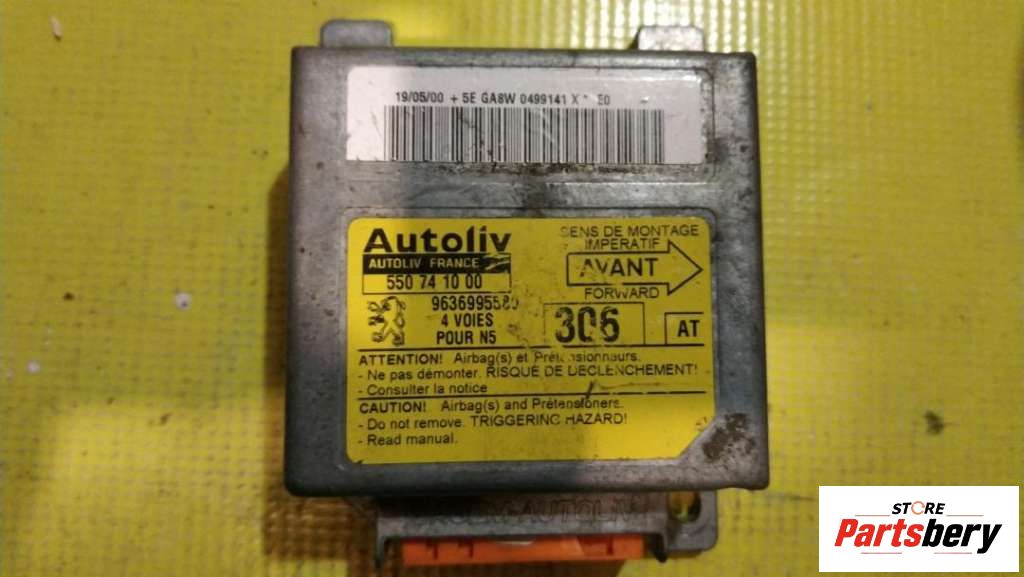 19/05/00 + 5E GA8W 0499141 X
Autoliv
AUTOLIV FRANCE
550 74 10 00
4 VOIES
POUR N5
SENS DE MONTAGE
IMPERATIF
AVANT
FORWARD
306
AT
ATTENTION! Airbag(s) et Prétensionneurs.
- Ne pas démonter. RISQUE DE DECLENCHEMENT!
- Consulter la notice
CAUTION! Airbag(s) and Prétensioners.
- Do not remove. TRIGGERING HAZARD!
- Read manual.
AUTOLIV
STORE
Partsbery